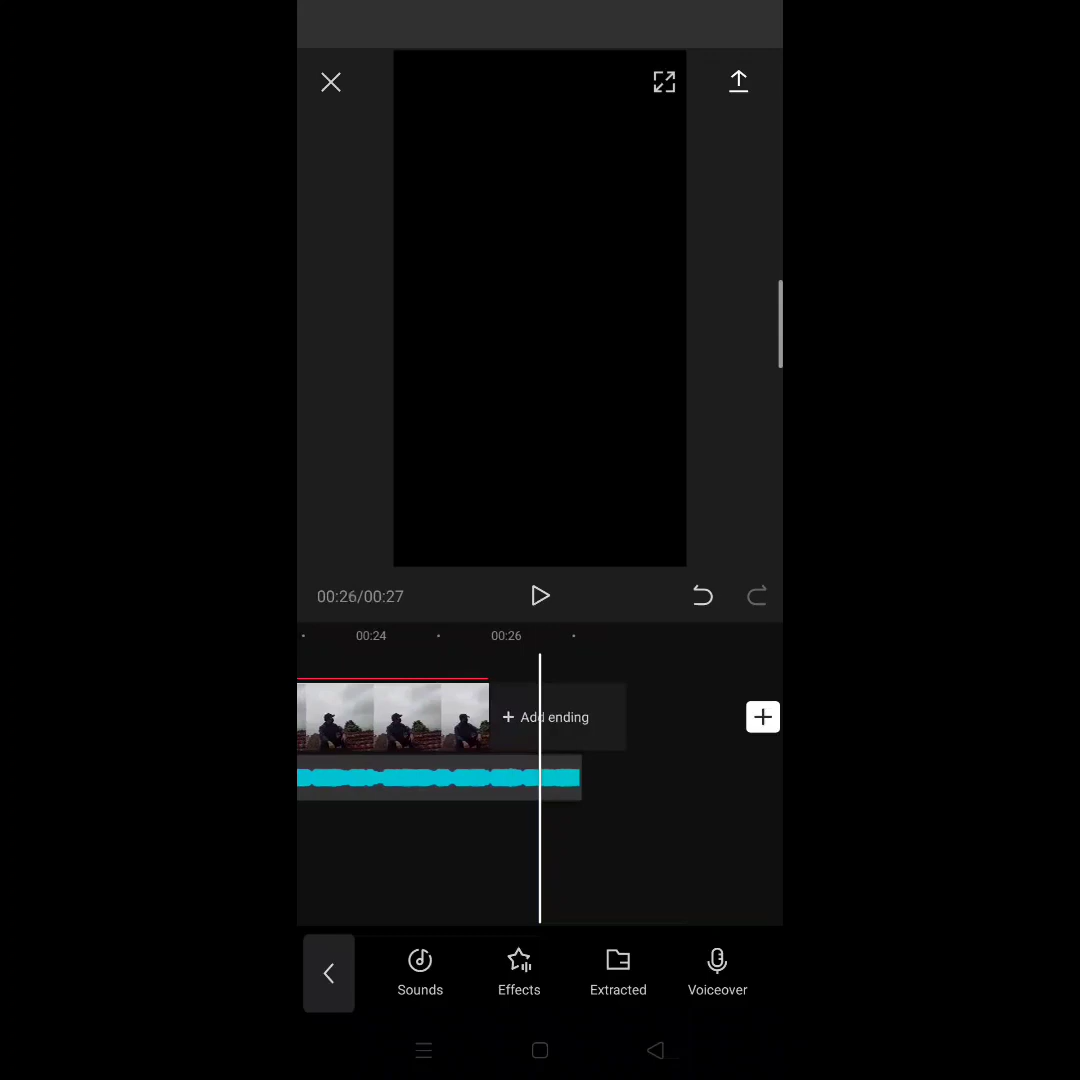 00:26/00:27
00:24
00:26
+ Add ending
Sounds
Effects
Extracted
Voiceover